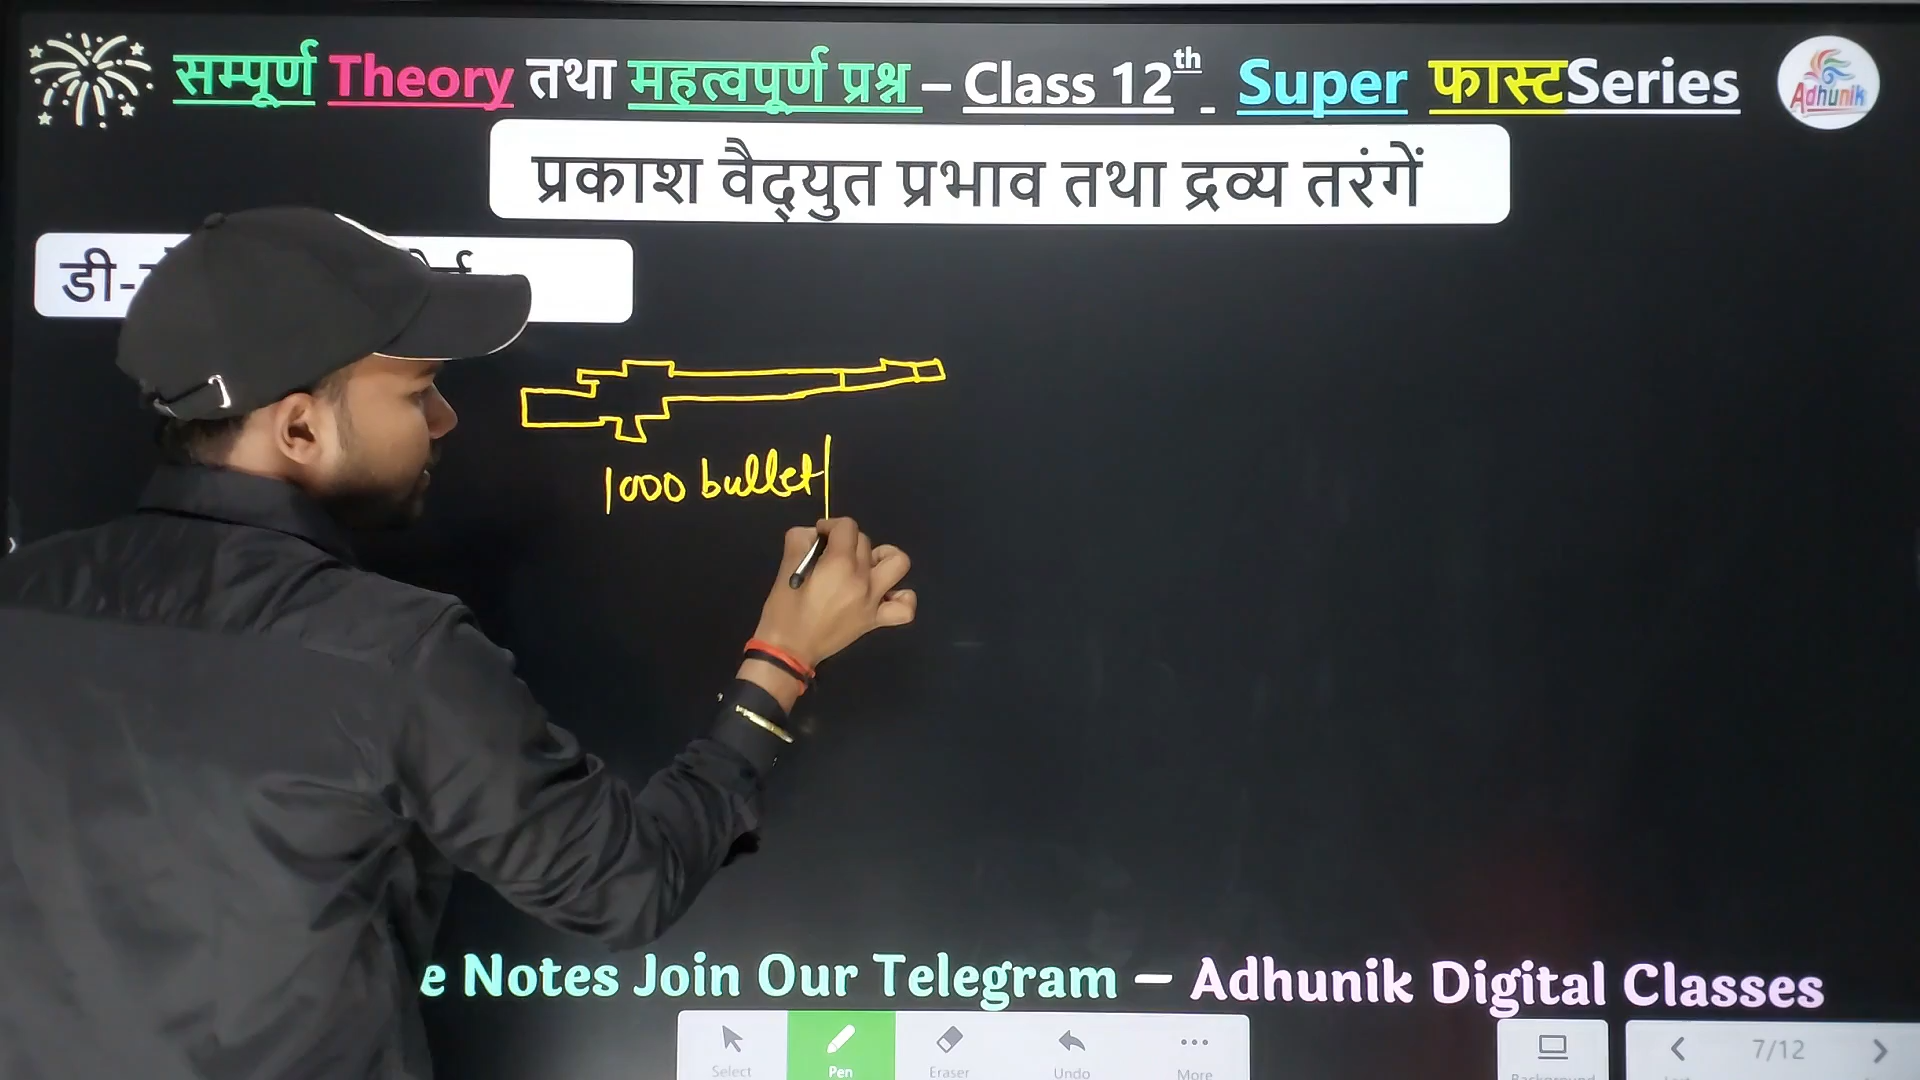 सम्पूर्ण Theory तथा महत्वपूर्ण प्रश्न – Class 12th - Super फास्टSeries
Adhunik
प्रकाश वैद्युत प्रभाव तथा द्रव्य तरंगें
डी-
1000 bullet
e Notes Join Our Telegram – Adhunik Digital Classes
Select Pen Eraser Undo More
7/12